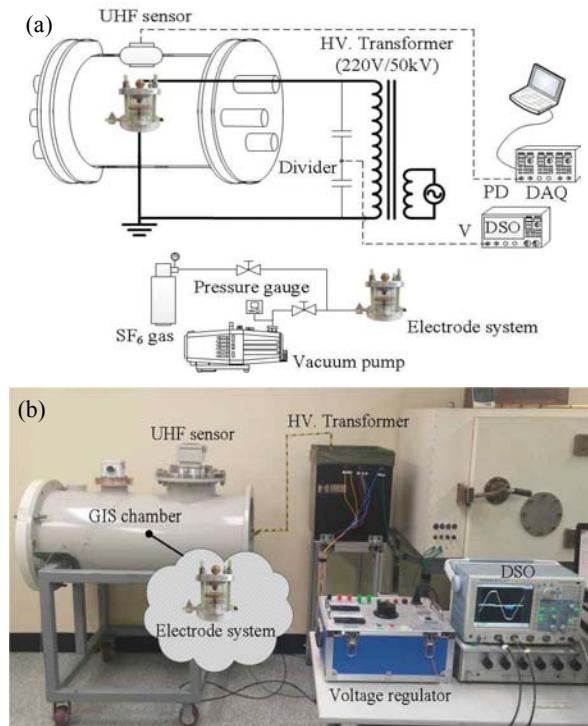 (a)
UHF sensor
HV. Transformer
(220V/50kV)
Divider
PD DAQ
V
DSO
Pressure gauge
SF₆ gas
Electrode system
Vacuum pump
(b)
HV. Transformer
UHF sensor
GIS chamber
DSO
Electrode system
Voltage regulator